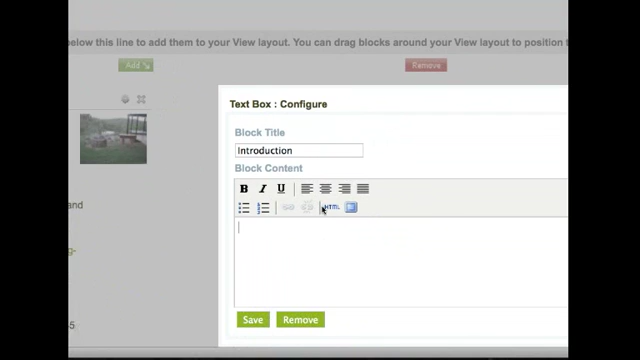 below this line to add them to your View layout. You can drag blocks around your View layout to position
Add
Remove
Text Box : Configure
Block Title
Introduction
Block Content
B I U
HTML
and
Save Remove